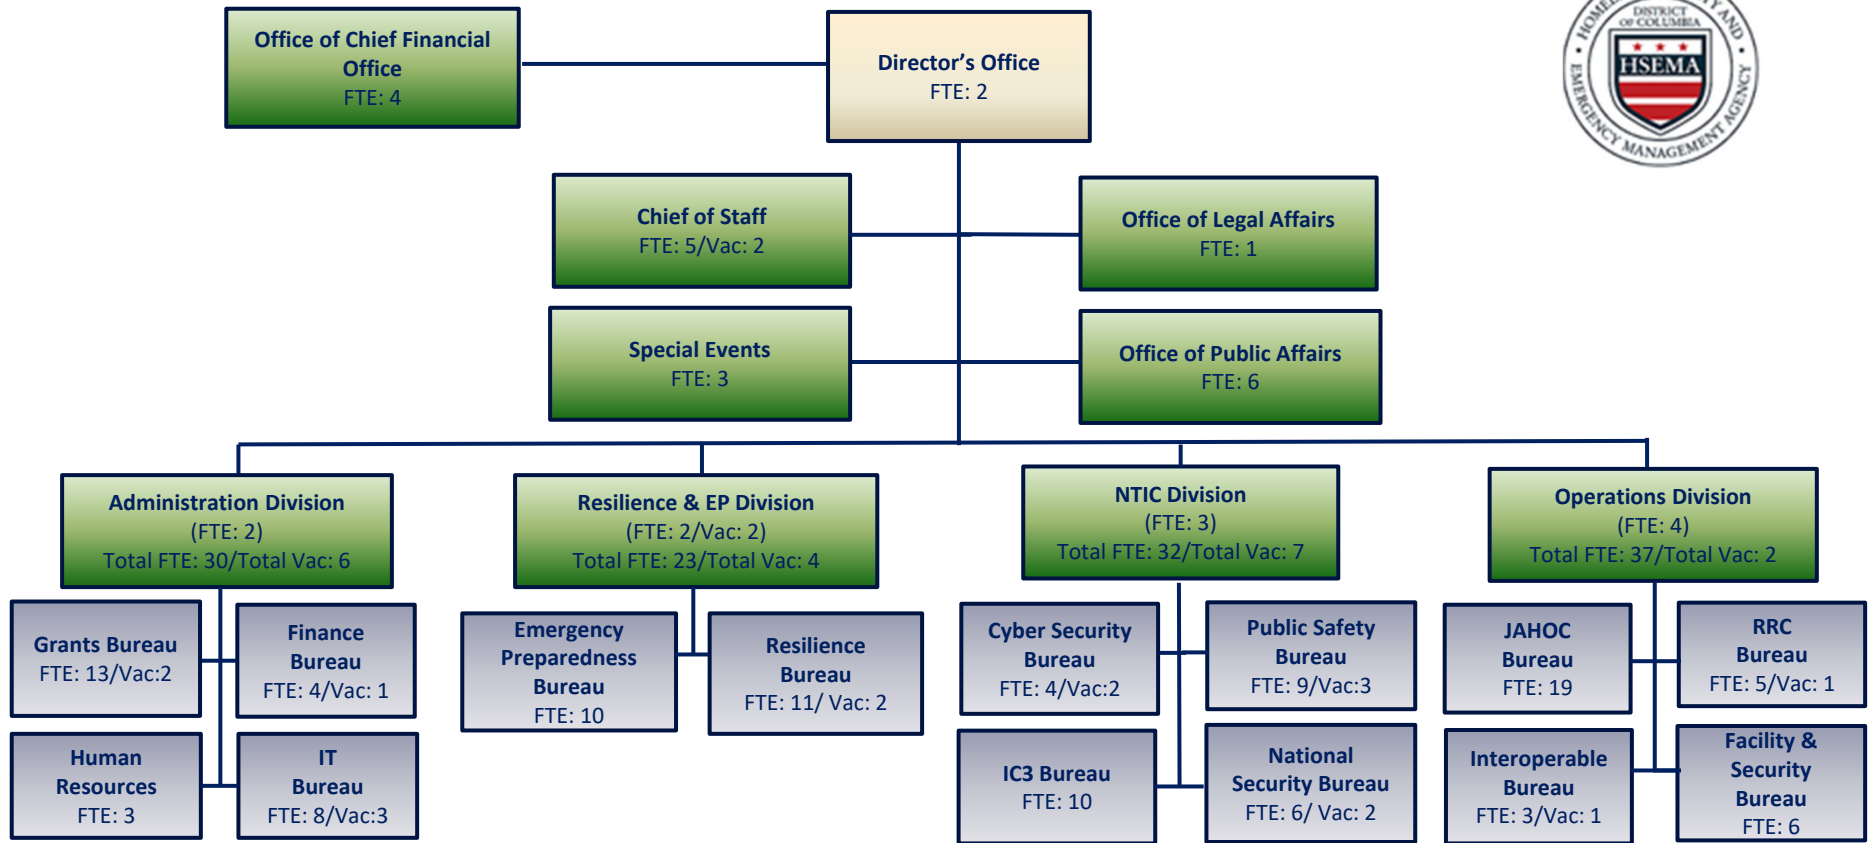 Office of Chief Financial
Office
FTE: 4
Director’s Office
FTE: 2
HOMELAND SECURITY AND
EMERGENCY MANAGEMENT AGENCY
DISTRICT
OF COLUMBIA
HSEMA
Chief of Staff
FTE: 5/Vac: 2
Office of Legal Affairs
FTE: 1
Special Events
FTE: 3
Office of Public Affairs
FTE: 6
Administration Division
(FTE: 2)
Total FTE: 30/Total Vac: 6
Resilience & EP Division
(FTE: 2/Vac: 2)
Total FTE: 23/Total Vac: 4
NTIC Division
(FTE: 3)
Total FTE: 32/Total Vac: 7
Operations Division
(FTE: 4)
Total FTE: 37/Total Vac: 2
Grants Bureau
FTE: 13/Vac:2
Finance
Bureau
FTE: 4/Vac: 1
Human
Resources
FTE: 3
IT
Bureau
FTE: 8/Vac:3
Emergency
Preparedness
Bureau
FTE: 10
Resilience
Bureau
FTE: 11/ Vac: 2
Cyber Security
Bureau
FTE: 4/Vac:2
Public Safety
Bureau
FTE: 9/Vac:3
IC3 Bureau
FTE: 10
National
Security Bureau
FTE: 6/ Vac: 2
JAHOC
Bureau
FTE: 19
RRC
Bureau
FTE: 5/Vac: 1
Interoperable
Bureau
FTE: 3/Vac: 1
Facility &
Security
Bureau
FTE: 6